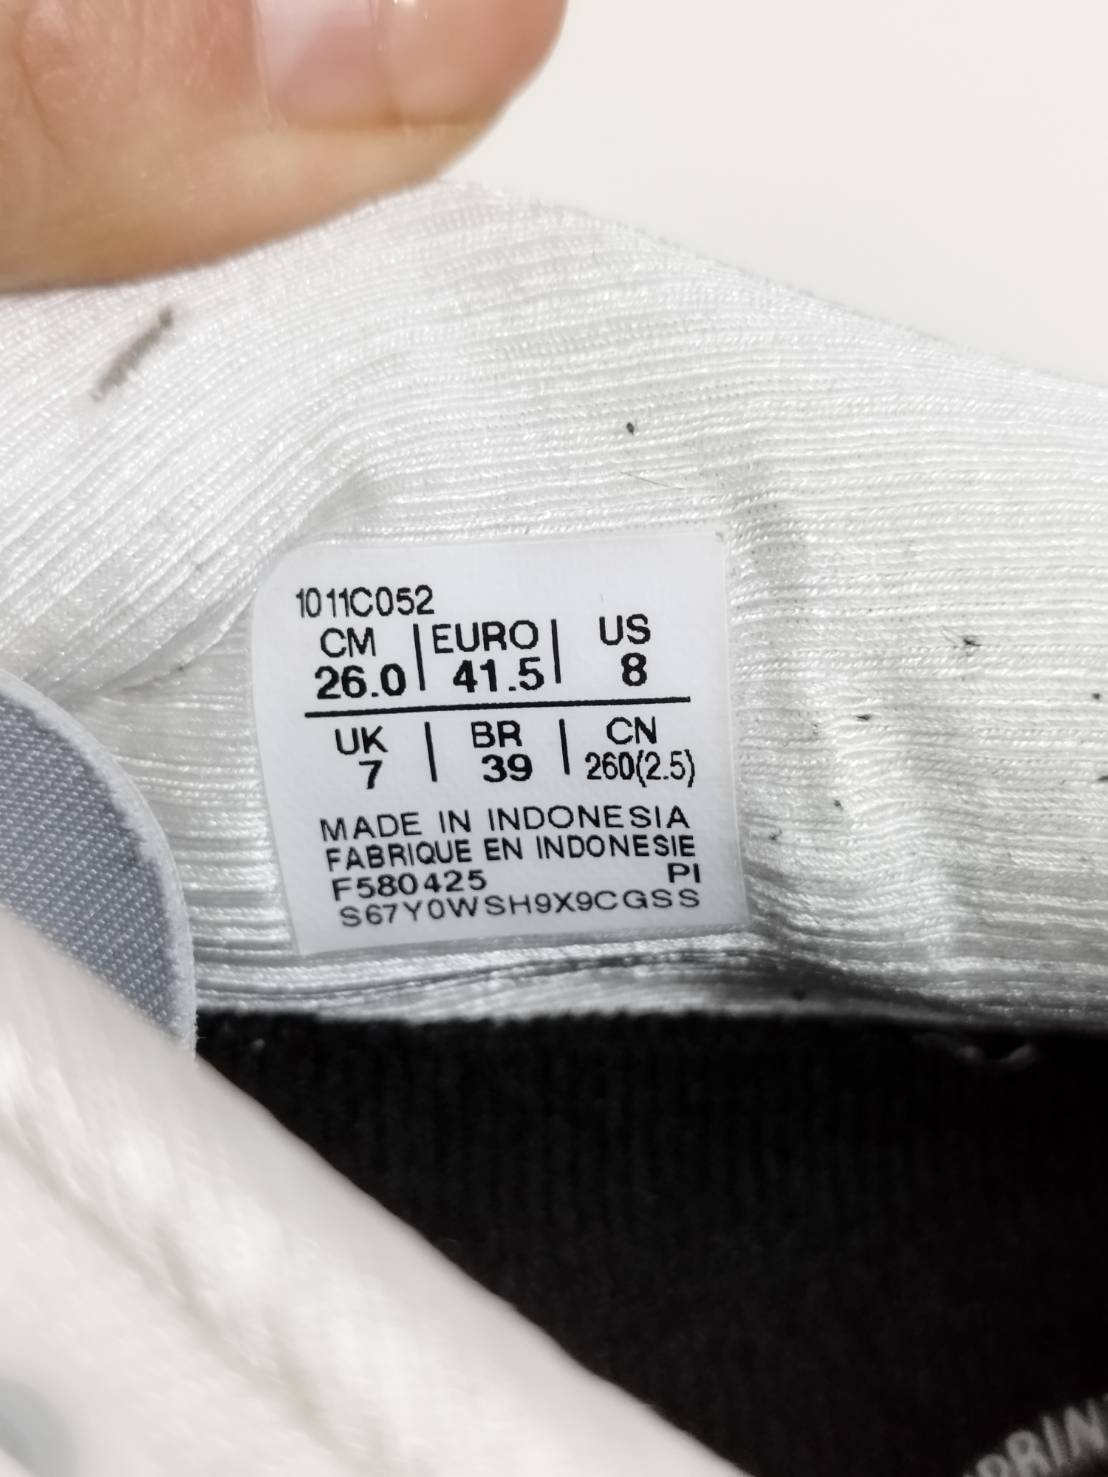 1011C052
CM | EURO | US
26.0 | 41.5 | 8
UK | BR | CN
7 | 39 | 260(2.5)
MADE IN INDONESIA
FABRIQUE EN INDONESIE
F580425 PI
S67Y0WSH9X9CGSS